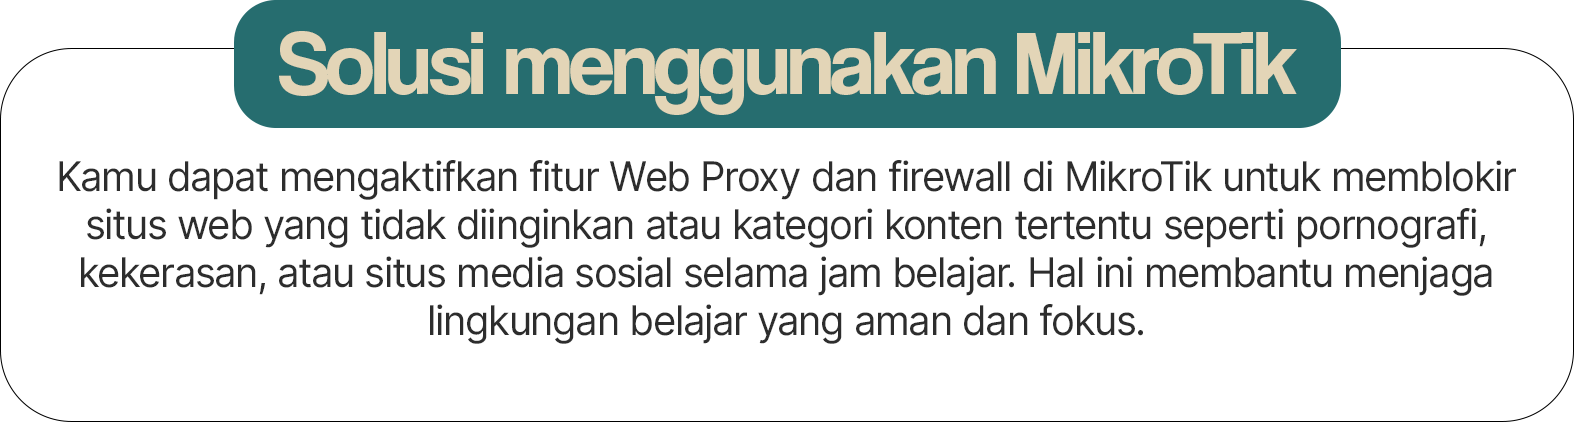 Solusi menggunakan MikroTik
Kamu dapat mengaktifkan fitur Web Proxy dan firewall di MikroTik untuk memblokir
situs web yang tidak diinginkan atau kategori konten tertentu seperti pornografi,
kekerasan, atau situs media sosial selama jam belajar. Hal ini membantu menjaga
lingkungan belajar yang aman dan fokus.